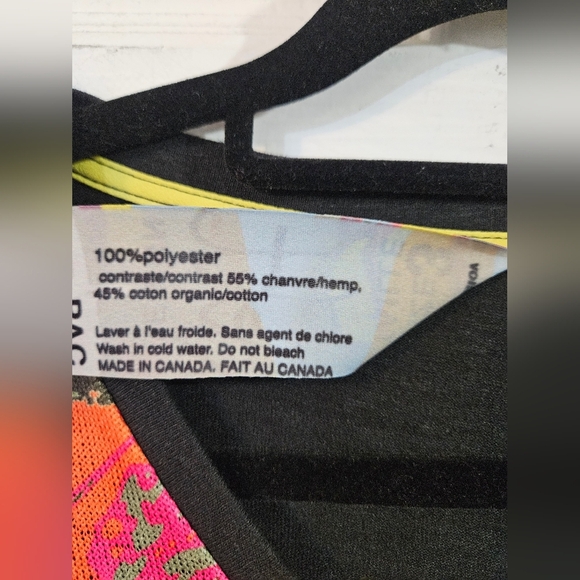 100%polyester
contraste/contrast 55% chanvre/hemp,
45% coton organic/cotton
Laver à l'eau froide. Sans agent de chlore
Wash in cold water. Do not bleach
MADE IN CANADA. FAIT AU CANADA